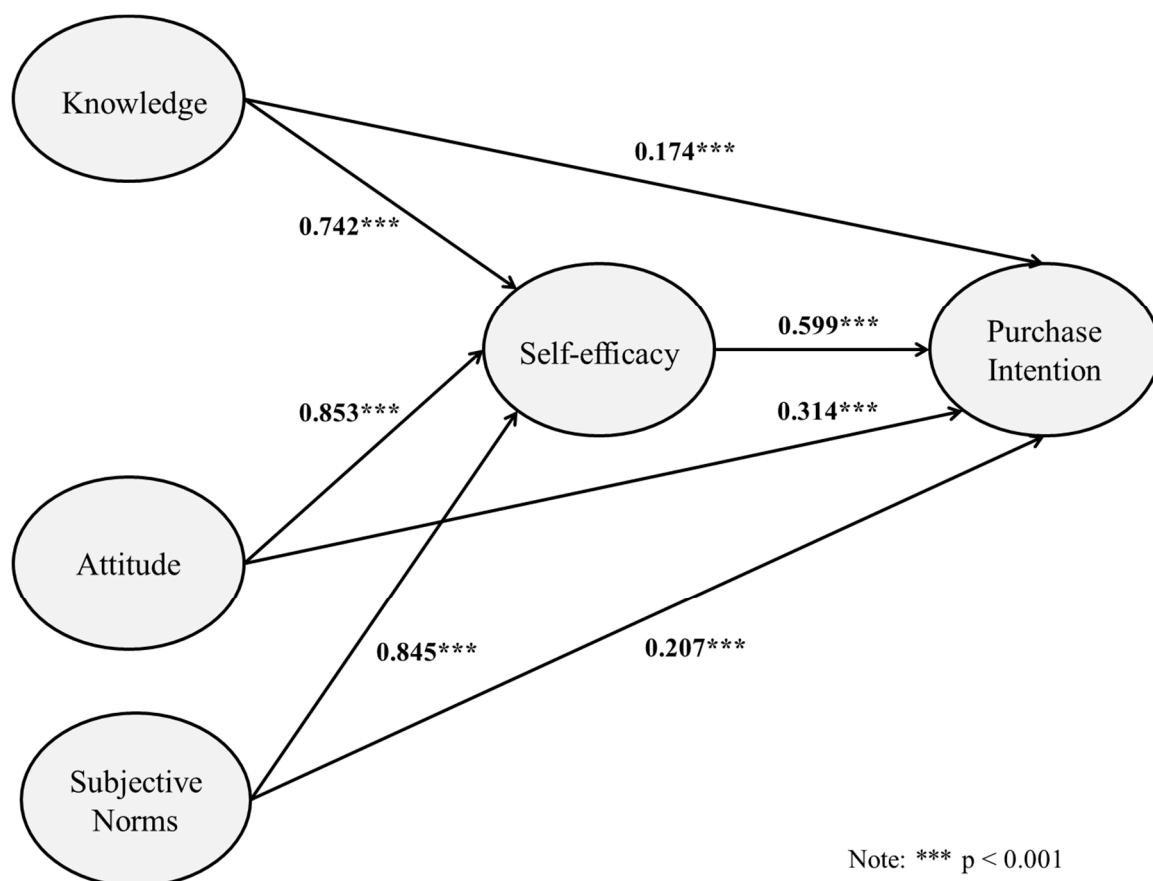 Knowledge
0.174***
0.742***
Self-efficacy
0.599***
Purchase
Intention
0.853***
0.314***
Attitude
0.845***
0.207***
Subjective
Norms
Note: *** p < 0.001